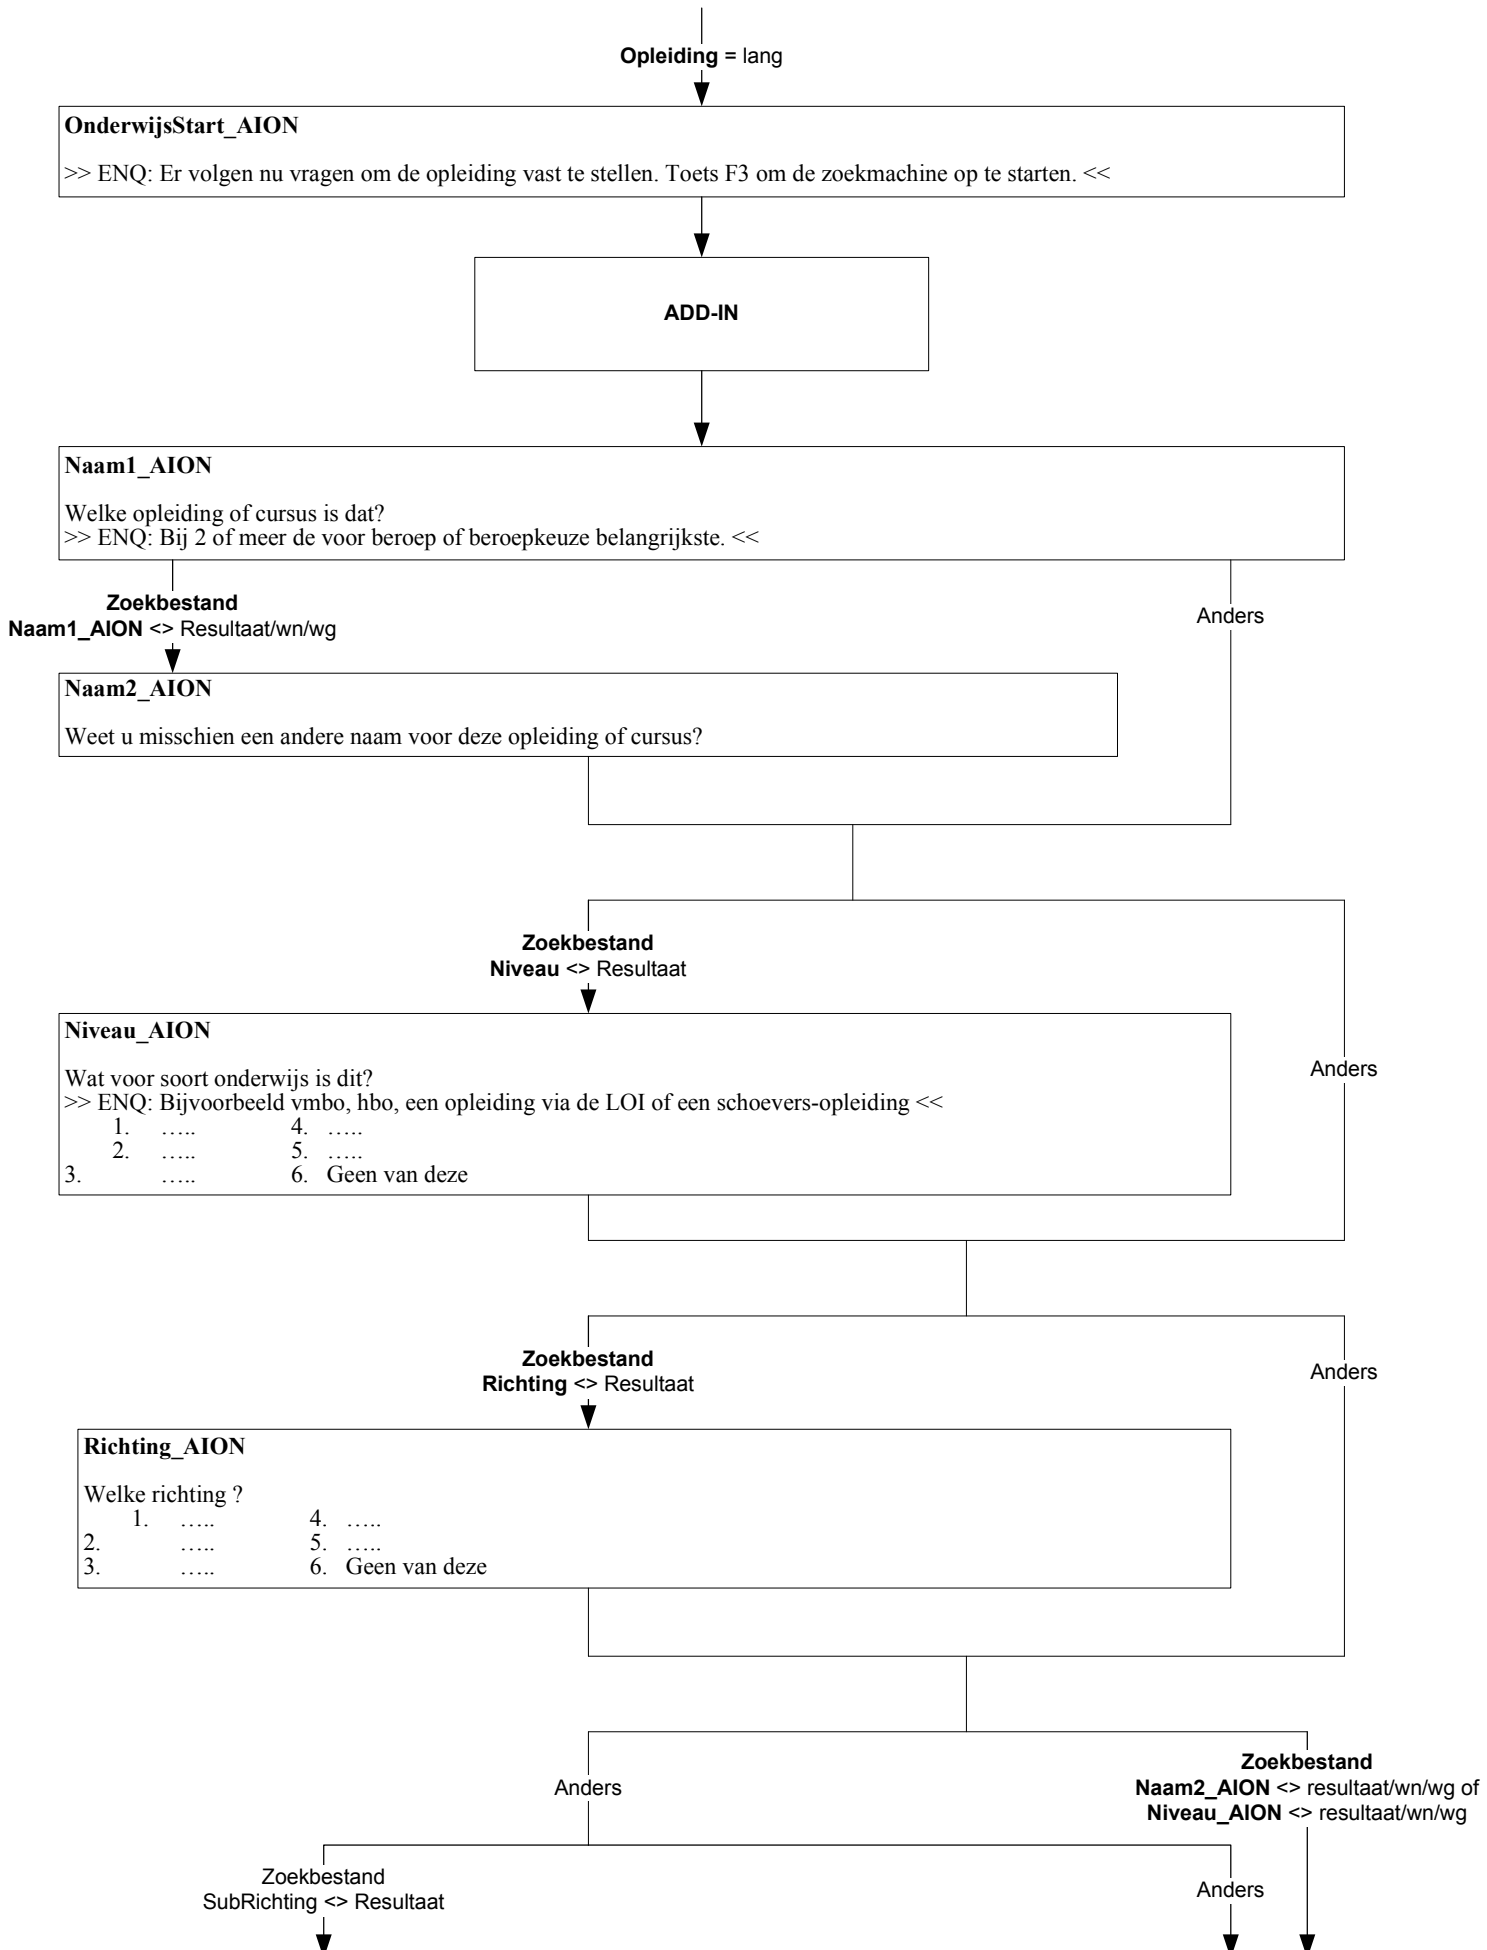 Opleiding = lang
OnderwijsStart_AION
>> ENQ: Er volgen nu vragen om de opleiding vast te stellen. Toets F3 om de zoekmachine op te starten. <<
ADD-IN
Naam1_AION
Welke opleiding of cursus is dat?
>> ENQ: Bij 2 of meer de voor beroep of beroepkeuze belangrijkste. <<
Zoekbestand
Naam1_AION <> Resultaat/wn/wg
Anders
Naam2_AION
Weet u misschien een andere naam voor deze opleiding of cursus?
Zoekbestand
Niveau <> Resultaat
Anders
Niveau_AION
Wat voor soort onderwijs is dit?
>> ENQ: Bijvoorbeeld vmbo, hbo, een opleiding via de LOI of een schoevers-opleiding <<
1. ….. 4. …..
2. ….. 5. …..
3. ….. 6. Geen van deze
Zoekbestand
Richting <> Resultaat
Anders
Richting_AION
Welke richting ?
1. ….. 4. …..
2. ….. 5. …..
3. ….. 6. Geen van deze
Anders
Zoekbestand
Naam2_AION <> resultaat/wn/wg of
Niveau_AION <> resultaat/wn/wg
Zoekbestand
SubRichting <> Resultaat
Anders